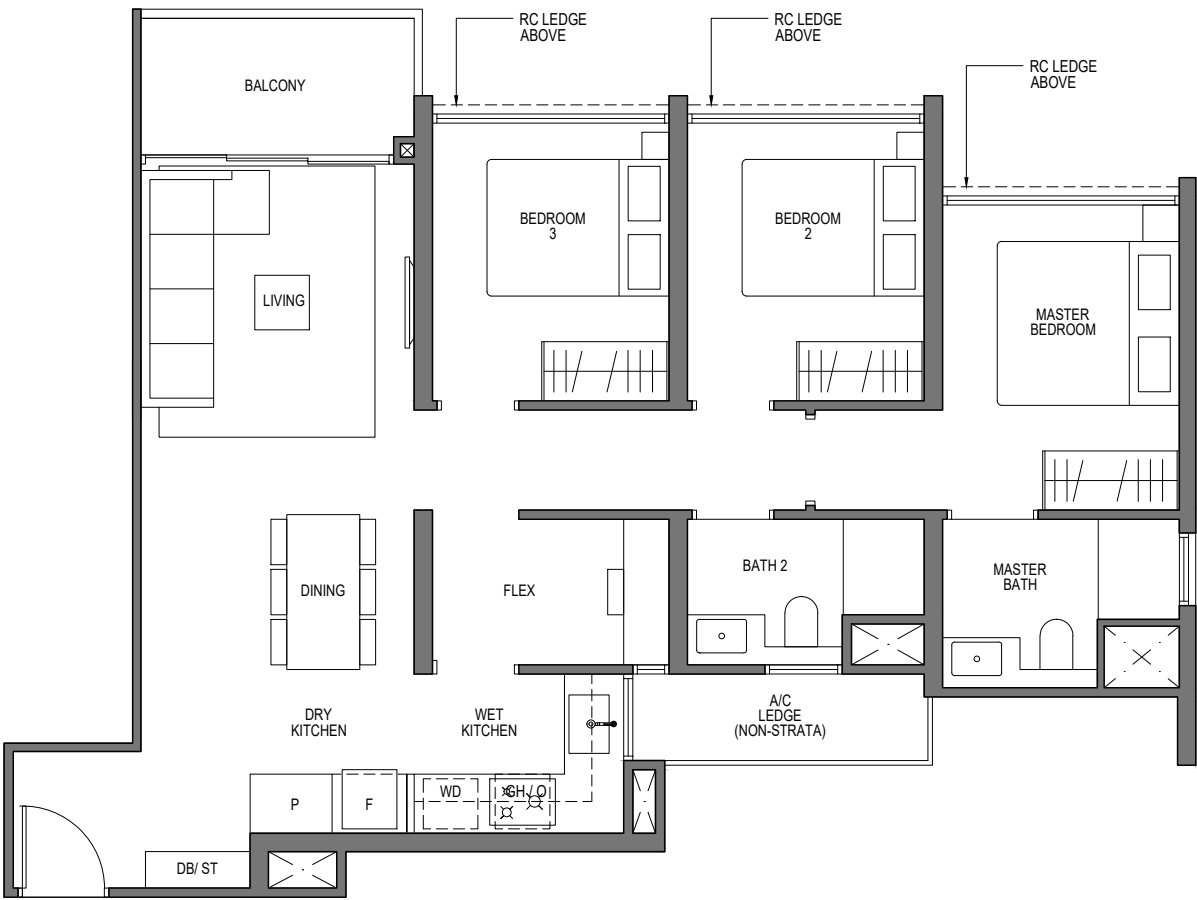 RC LEDGE
ABOVE
RC LEDGE
ABOVE
RC LEDGE
ABOVE
BALCONY
BEDROOM
3
BEDROOM
2
LIVING
MASTER
BEDROOM
DINING
FLEX
BATH 2
MASTER
BATH
DRY
KITCHEN
WET
KITCHEN
A/C
LEDGE
(NON-STRATA)
P
F
WD
GH / O
DB/ ST